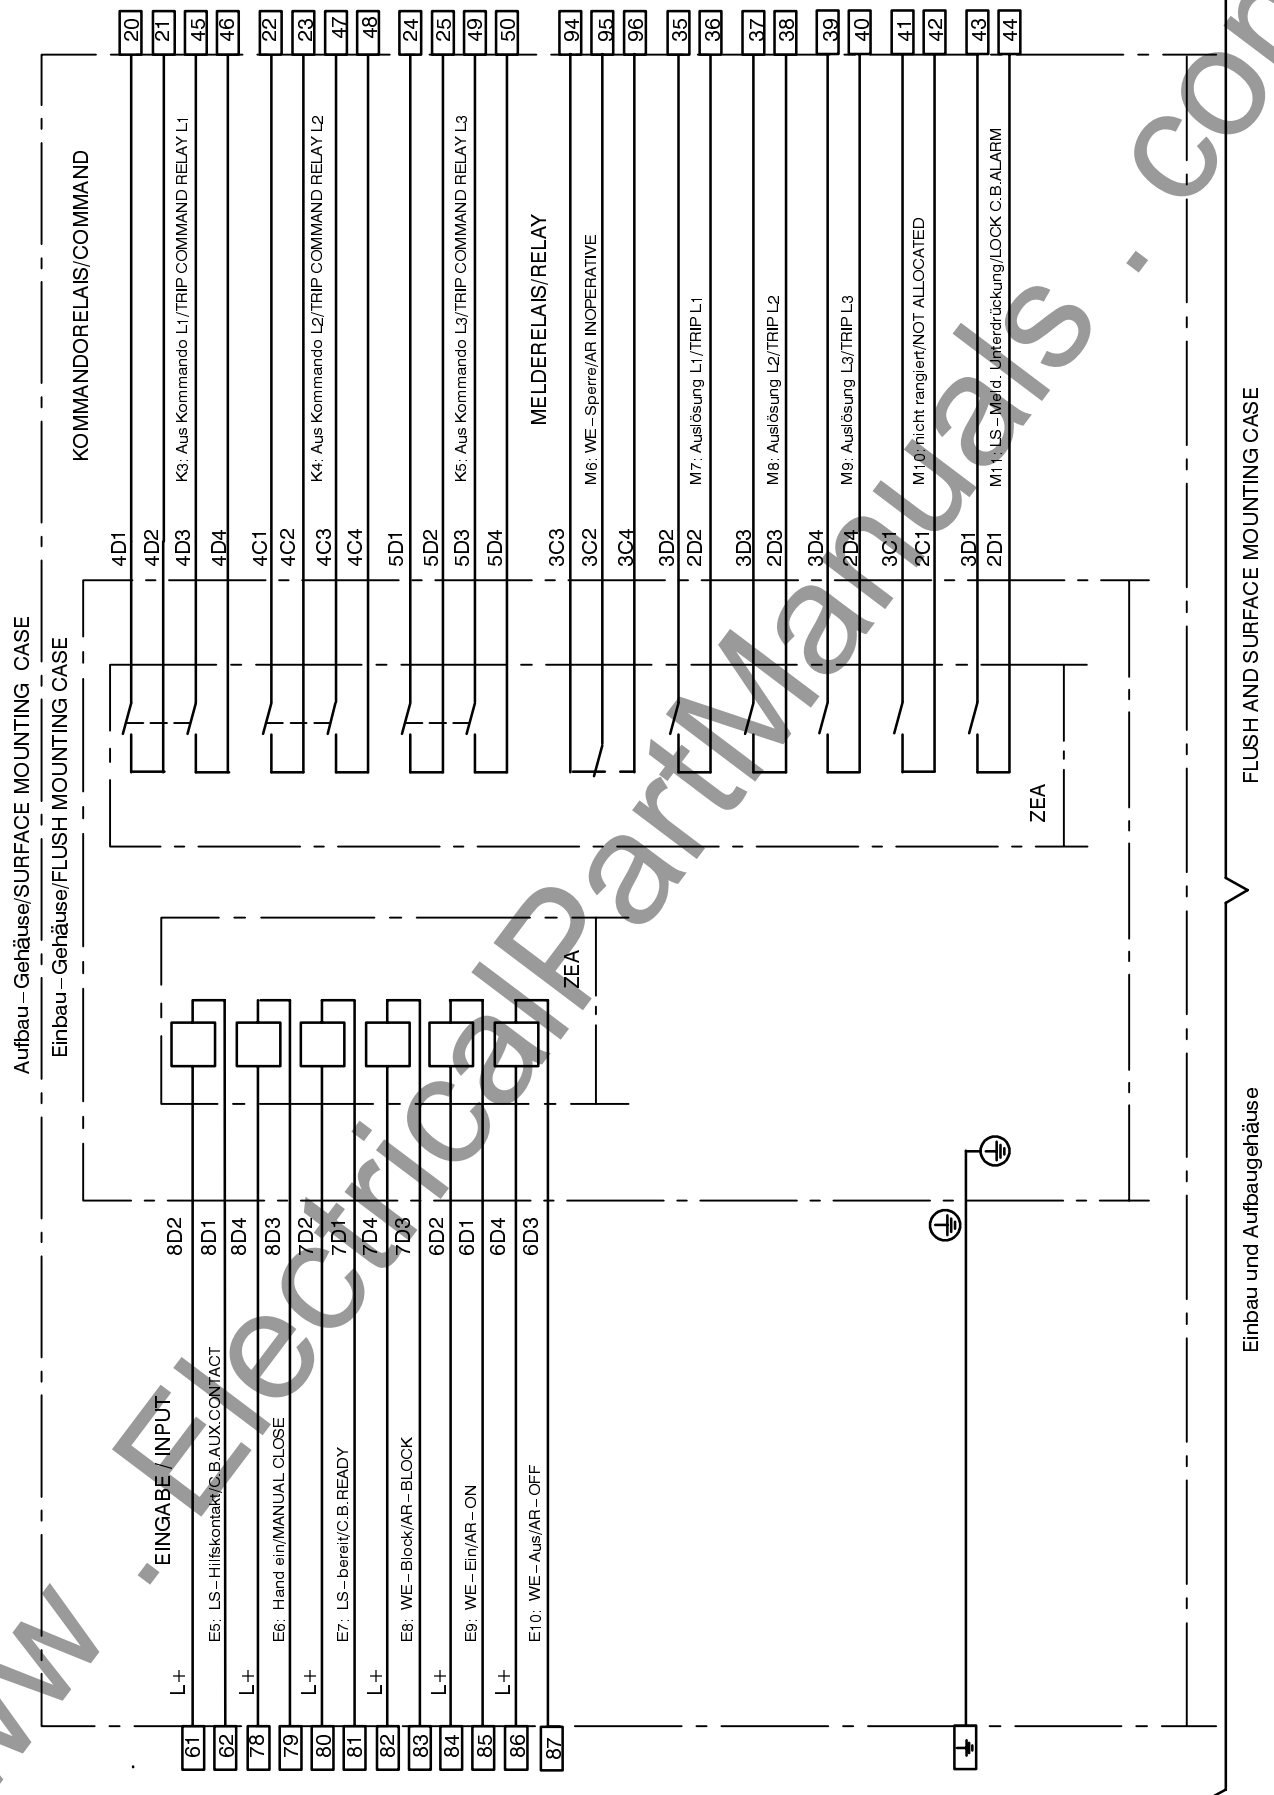 Aufbau–Gehäuse/SURFACE MOUNTING CASE
Einbau–Gehäuse/FLUSH MOUNTING CASE
EINGABE / INPUT
61 L+ 8D2
E5: LS–Hilfskontakt/C.B.AUX.CONTACT
62 8D1
78 L+ 8D4
E6: Hand ein/MANUAL CLOSE
79 8D3
80 L+ 7D2
E7: LS–bereit/C.B.READY
81 7D1
82 L+ 7D4
E8: WE–Block/AR–BLOCK
83 7D3
84 L+ 6D2
E9: WE–Ein/AR–ON
85 6D1
86 L+ 6D4
E10: WE–Aus/AR–OFF
87 6D3
ZEA
KOMMANDORELAIS/COMMAND
4D1 20
4D2 21
K3: Aus Kommando L1/TRIP COMMAND RELAY L1
4D3 45
4D4 46
4C1 22
4C2 23
K4: Aus Kommando L2/TRIP COMMAND RELAY L2
4C3 47
4C4 48
5D1 24
5D2 25
K5: Aus Kommando L3/TRIP COMMAND RELAY L3
5D3 49
5D4 50
MELDERELAIS/RELAY
3C3 94
M6: WE–Sperre/AR INOPERATIVE
3C2 95
3C4 96
3D2 35
M7: Auslösung L1/TRIP L1
2D2 36
3D3 37
M8: Auslösung L2/TRIP L2
2D3 38
3D4 39
M9: Auslösung L3/TRIP L3
2D4 40
3C1 41
M10: nicht rangiert/NOT ALLOCATED
2C1 42
3D1 43
M11: LS–Meld. Unterdrückung/LOCK C.B.ALARM
2D1 44
ZEA
Einbau und Aufbaugehäuse
FLUSH AND SURFACE MOUNTING CASE
www . ElectricalPartManuals . com